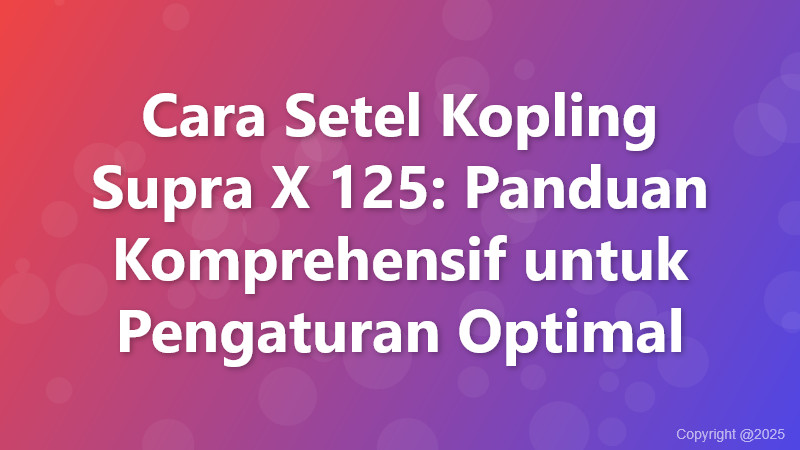 Cara Setel Kopling
Supra X 125: Panduan
Komprehensif untuk
Pengaturan Optimal
Copyright @2025